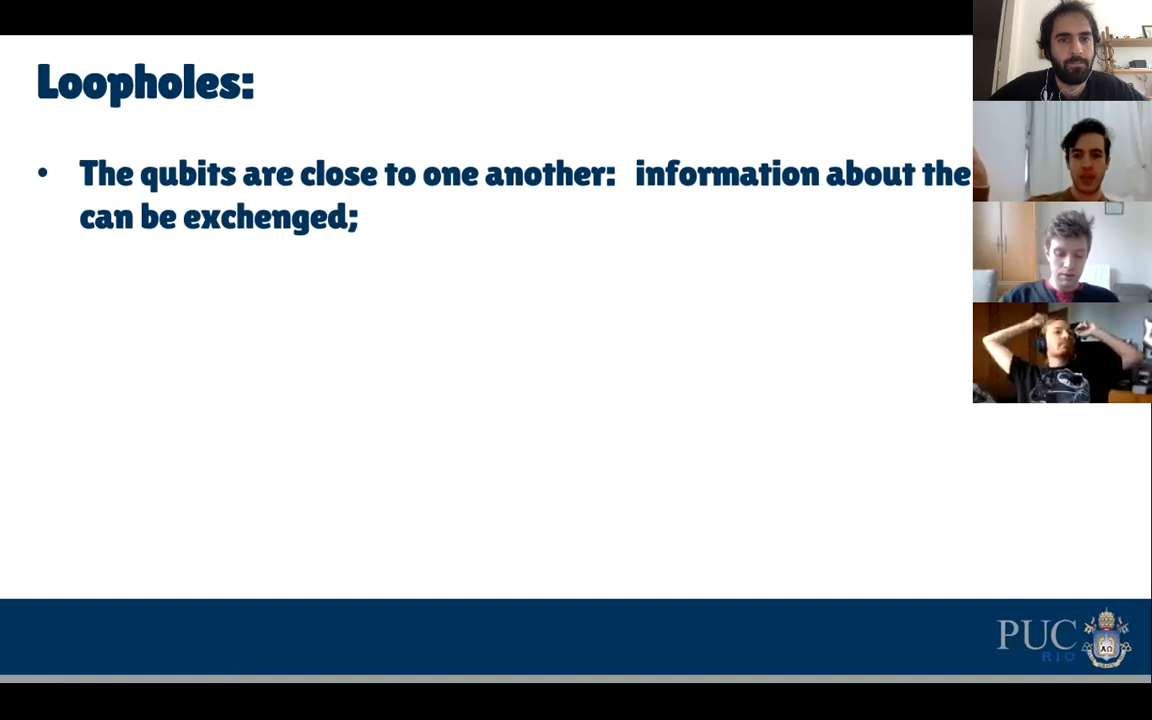 Loopholes:
• The qubits are close to one another: information about the
can be exchenged;
PUC
RIO